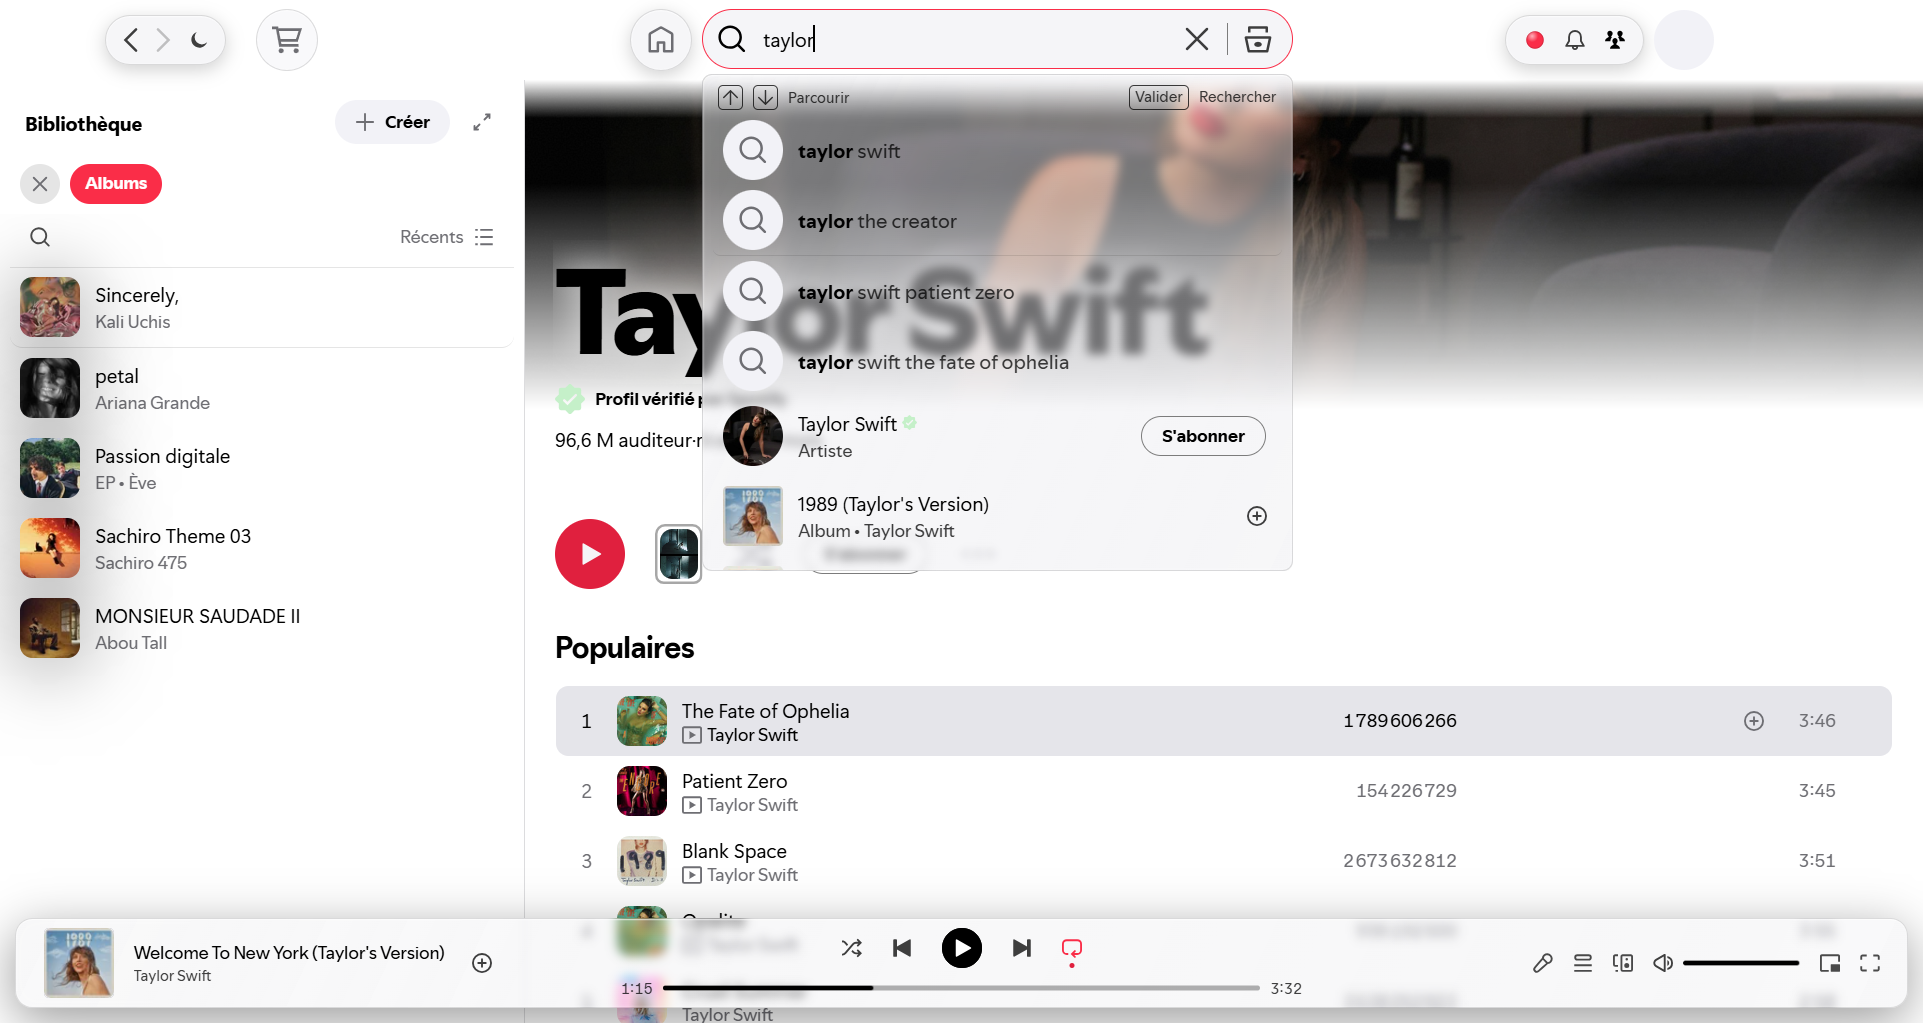 taylor
Parcourir
Valider Rechercher
Bibliothèque
Créer
Albums
Récents
Sincerely,
Kali Uchis
petal
Ariana Grande
Passion digitale
EP • Ève
Sachiro Theme 03
Sachiro 475
MONSIEUR SAUDADE II
Abou Tall
taylor swift
taylor the creator
taylor swift patient zero
taylor swift the fate of ophelia
Taylor Swift
Artiste
S'abonner
1989 (Taylor's Version)
Album • Taylor Swift
Taylor Swift
Profil vérifié
96,6 M
S'abonner
Populaires
1 The Fate of Ophelia 1 789 606 266 3:46
Taylor Swift
2 Patient Zero 154 226 729 3:45
Taylor Swift
3 Blank Space 2 673 632 812 3:51
Taylor Swift
Taylor Swift
Taylor Swift
Welcome To New York (Taylor's Version)
Taylor Swift
1:15
3:32